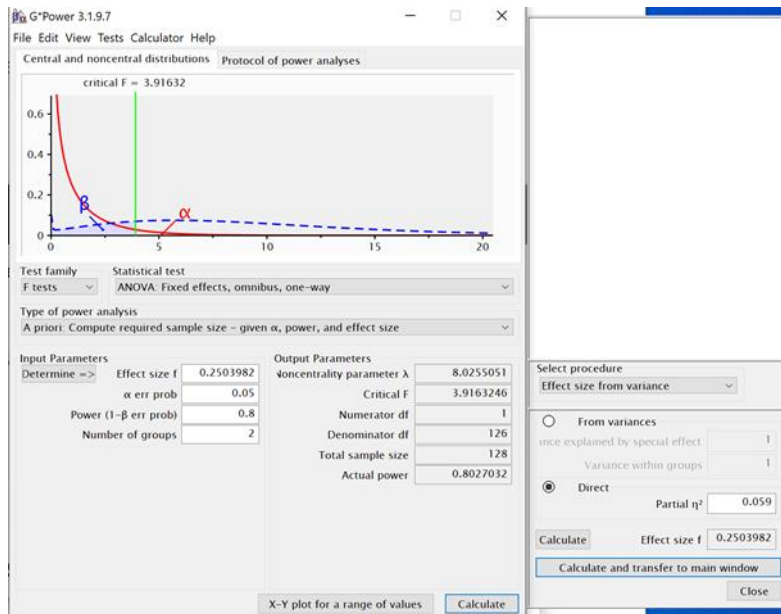 G*Power 3.1.9.7
File Edit View Tests Calculator Help
Central and noncentral distributions
Protocol of power analyses
critical F = 3.91632
0.6
0.4
0.2
0
β
α
0 5 10 15 20
Test family
F tests
Statistical test
ANOVA: Fixed effects, omnibus, one-way
Type of power analysis
A priori: Compute required sample size – given α, power, and effect size
Input Parameters
Determine =>
Effect size f 0.2503982
α err prob 0.05
Power (1-β err prob) 0.8
Number of groups 2
Output Parameters
Noncentrality parameter λ 8.0255051
Critical F 3.9163246
Numerator df 1
Denominator df 126
Total sample size 128
Actual power 0.8027032
X-Y plot for a range of values
Calculate
Select procedure
Effect size from variance
From variances
nce explained by special effect 1
Variance within groups 1
Direct
Partial η² 0.059
Calculate
Effect size f 0.2503982
Calculate and transfer to main window
Close